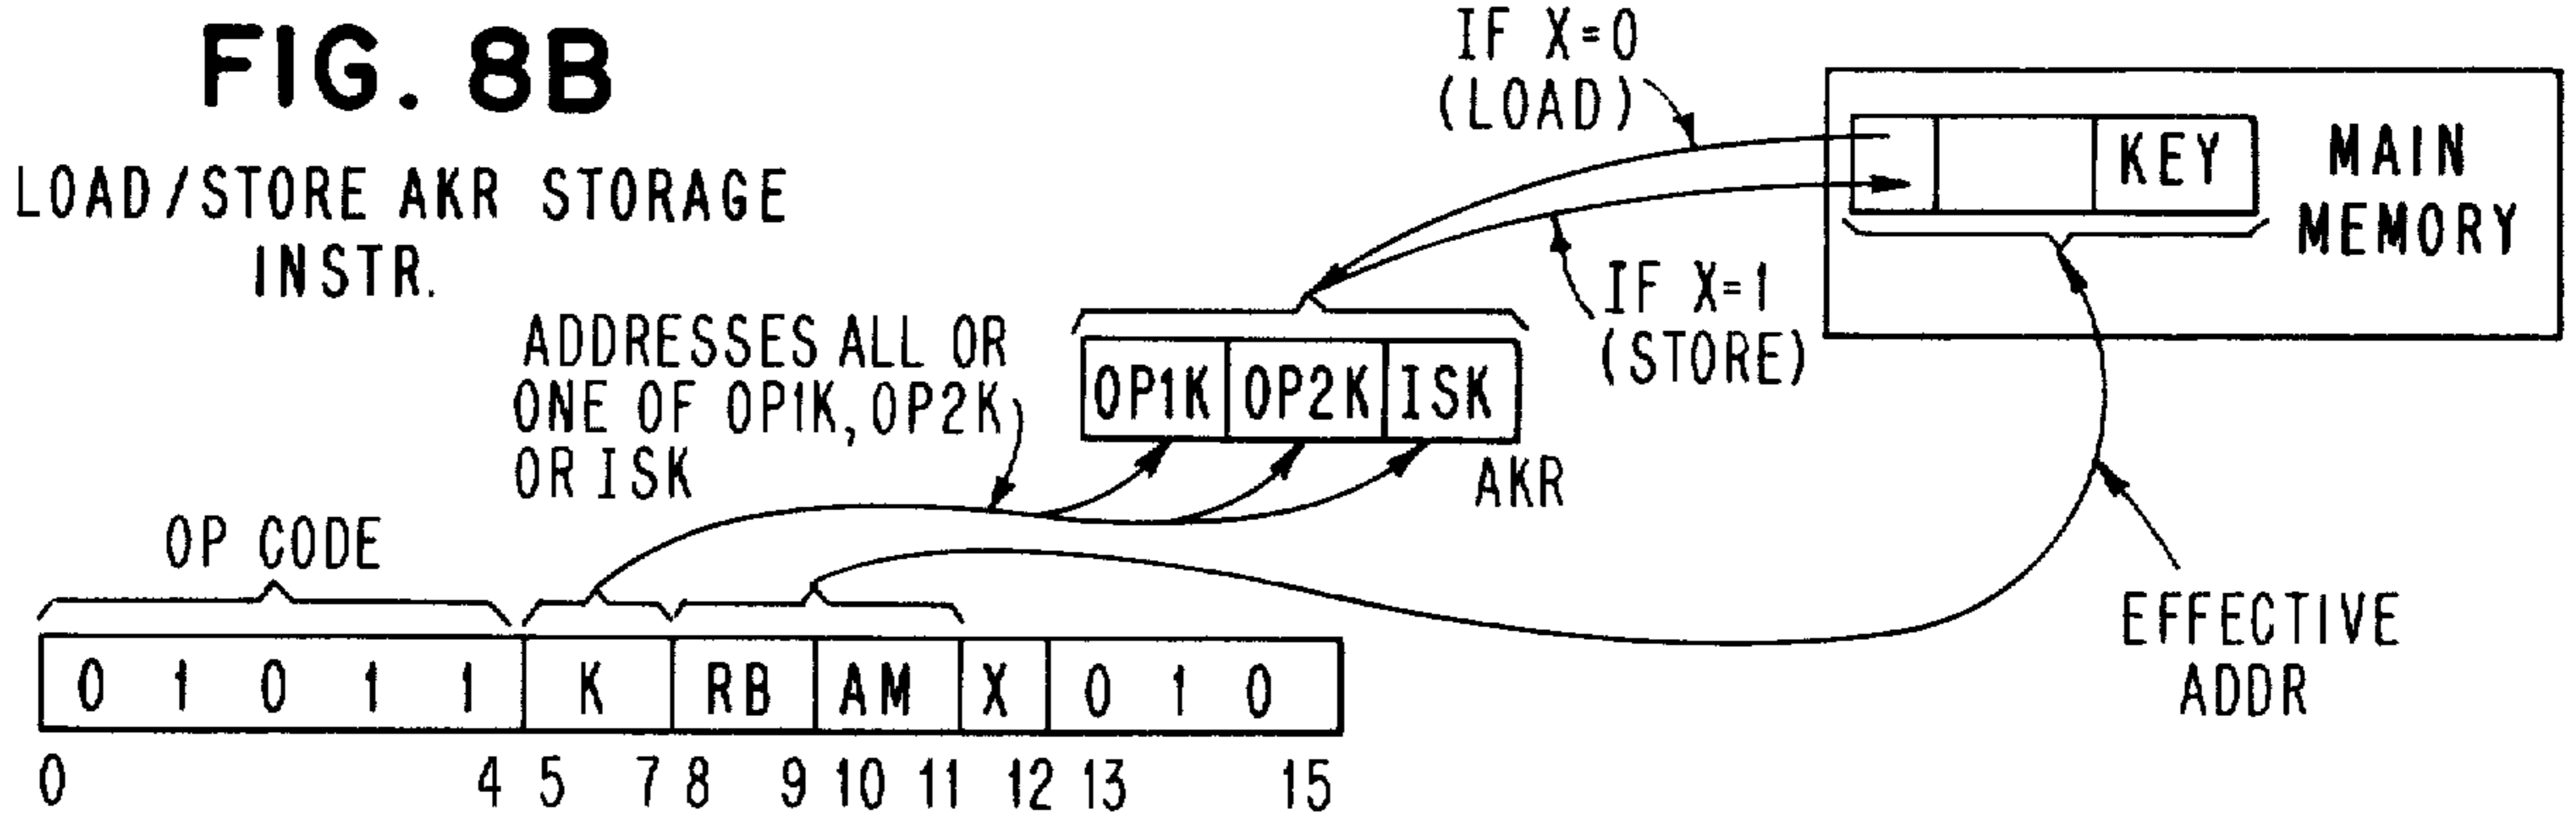 FIG. 8B
LOAD/STORE AKR STORAGE
INSTR.
IF X=0
(LOAD)
KEY
MAIN
MEMORY
IF X=1
(STORE)
ADDRESSES ALL OR
ONE OF OP1K, OP2K
OR ISK
OP1K OP2K ISK
AKR
OP CODE
EFFECTIVE
ADDR
0 1 0 1 1 K RB AM X 0 1 0
0 4 5 7 8 9 10 11 12 13 15